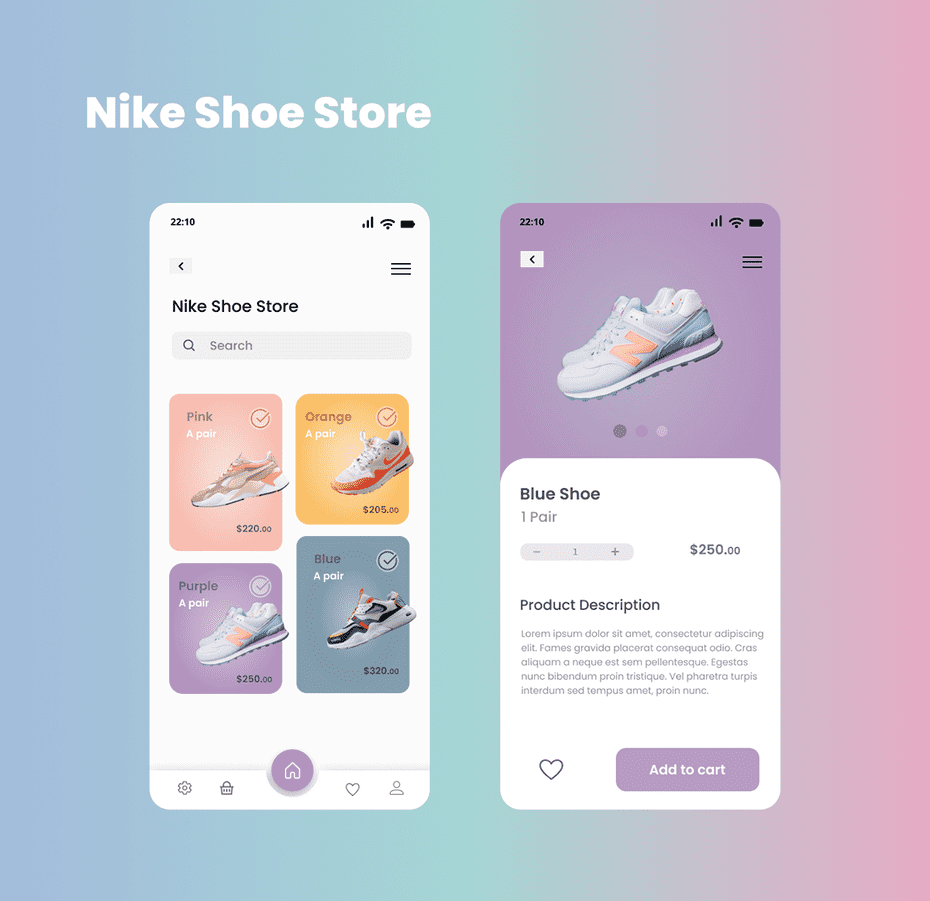 Nike Shoe Store
22:10
Nike Shoe Store
Search
Pink
A pair
$220.00
Orange
A pair
$205.00
Purple
A pair
$250.00
Blue
A pair
$320.00
22:10
Blue Shoe
1 Pair
− 1 +
$250.00
Product Description
Lorem ipsum dolor sit amet, consectetur adipiscing
elit. Fames gravida placerat consequat odio. Cras
aliquam a neque est sem pellentesque. Egestas
nunc bibendum proin tristique. Vel pharetra turpis
interdum sed tempus amet, proin nunc.
Add to cart